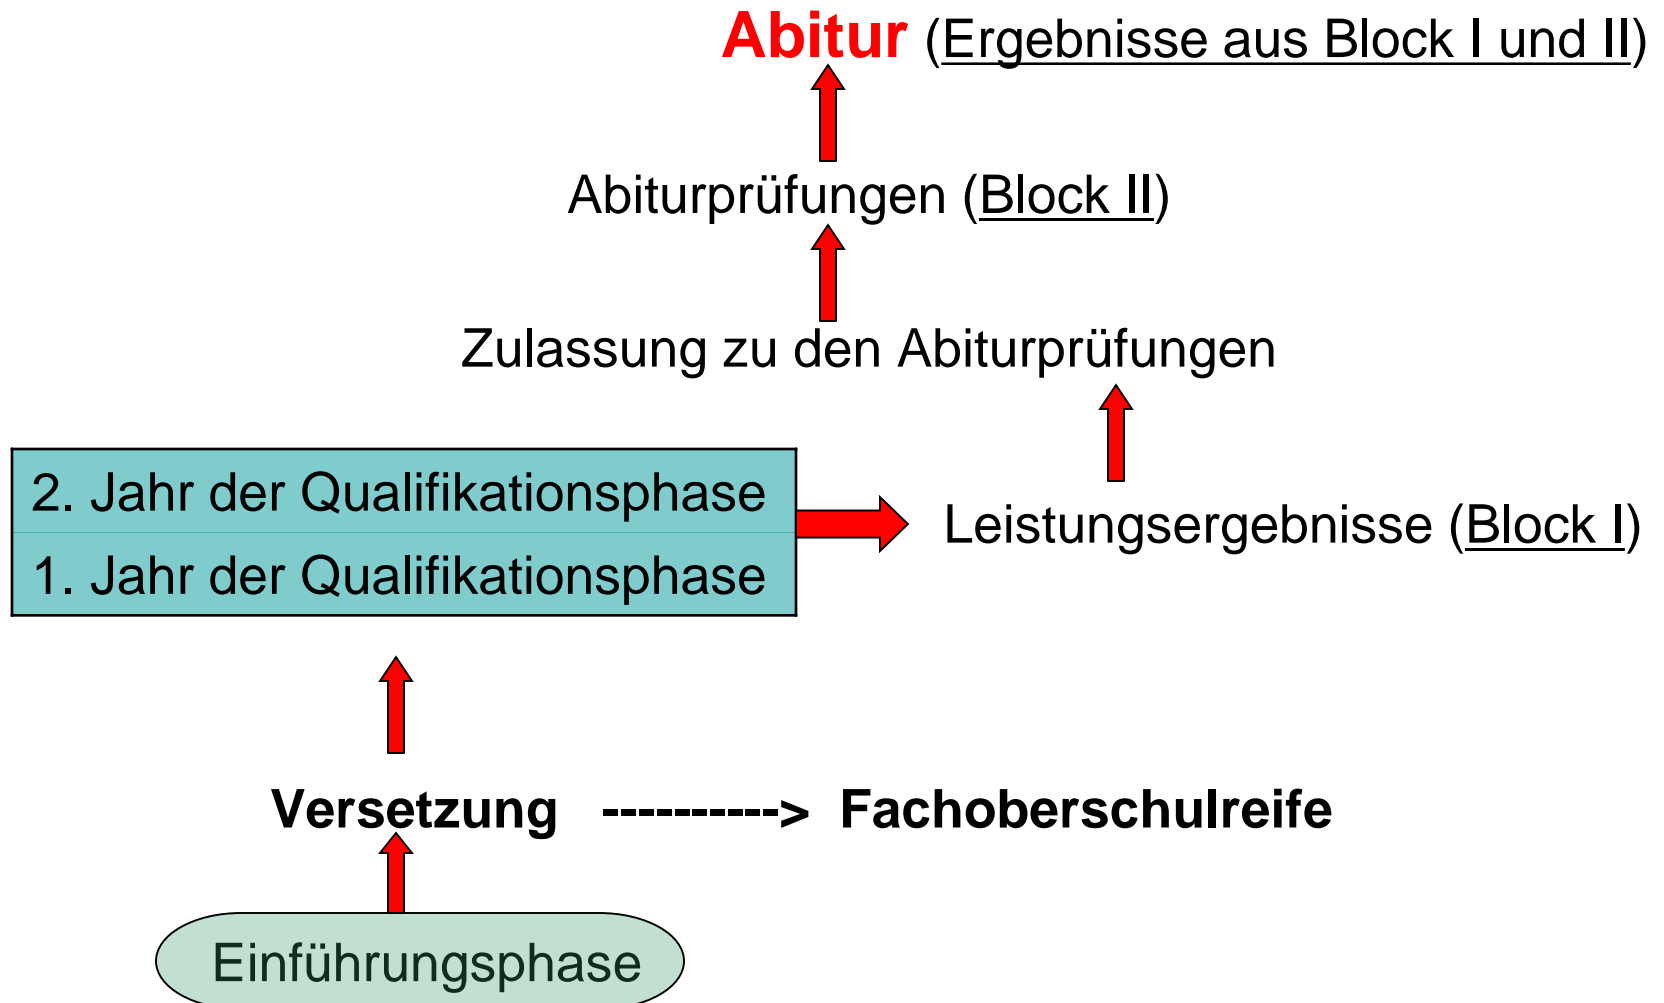 Abitur (Ergebnisse aus Block I und II)
Abiturprüfungen (Block II)
Zulassung zu den Abiturprüfungen
2. Jahr der Qualifikationsphase
Leistungsergebnisse (Block I)
1. Jahr der Qualifikationsphase
Versetzung ----------> Fachoberschulreife
Einführungsphase